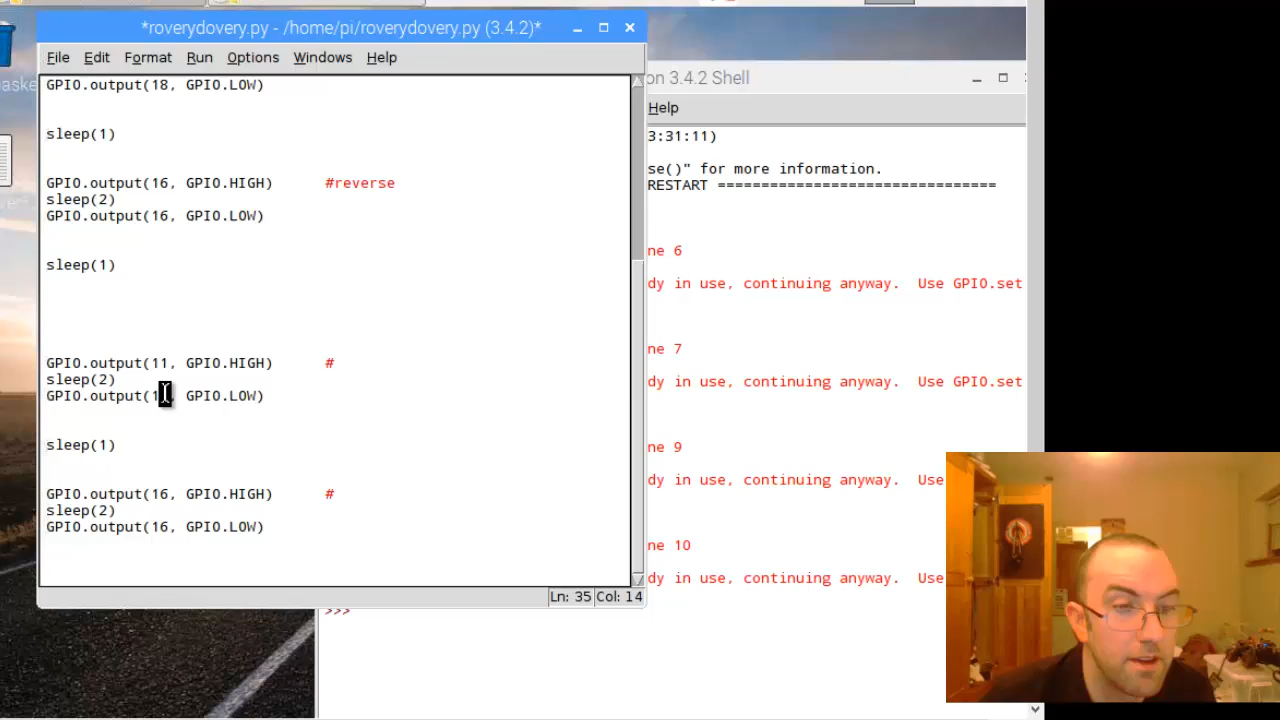 *roverydovery.py - /home/pi/roverydovery.py (3.4.2)*
File Edit Format Run Options Windows Help
GPIO.output(18, GPIO.LOW)
sleep(1)
GPIO.output(16, GPIO.HIGH) #reverse
sleep(2)
GPIO.output(16, GPIO.LOW)
sleep(1)
GPIO.output(11, GPIO.HIGH) #
sleep(2)
GPIO.output(1 , GPIO.LOW)
sleep(1)
GPIO.output(16, GPIO.HIGH) #
sleep(2)
GPIO.output(16, GPIO.LOW)
Ln: 35 Col: 14
on 3.4.2 Shell
Help
3:31:11)
se()" for more information.
RESTART ================================
ne 6
dy in use, continuing anyway. Use GPIO.set
ne 7
dy in use, continuing anyway. Use GPIO.set
ne 9
dy in use, continuing anyway. Use
ne 10
dy in use, continuing anyway. Use
>>>